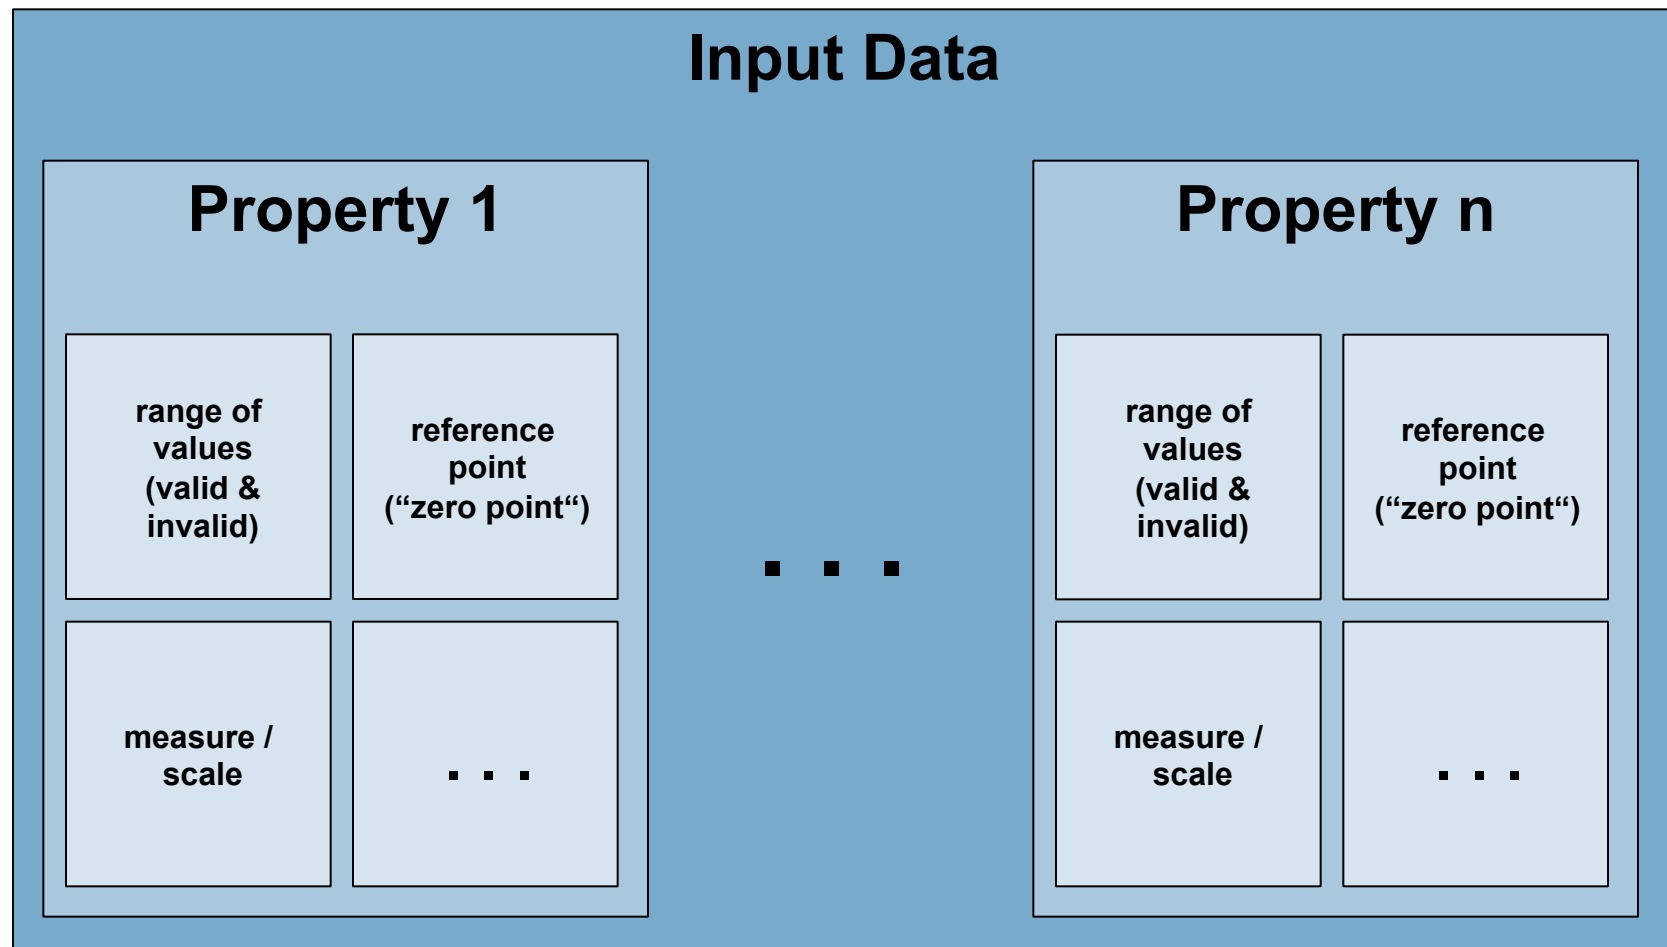 Input Data
Property 1
range of
values
(valid &
invalid)
reference
point
(“zero point“)
measure /
scale
. . .
. . .
Property n
range of
values
(valid &
invalid)
reference
point
(“zero point“)
measure /
scale
. . .